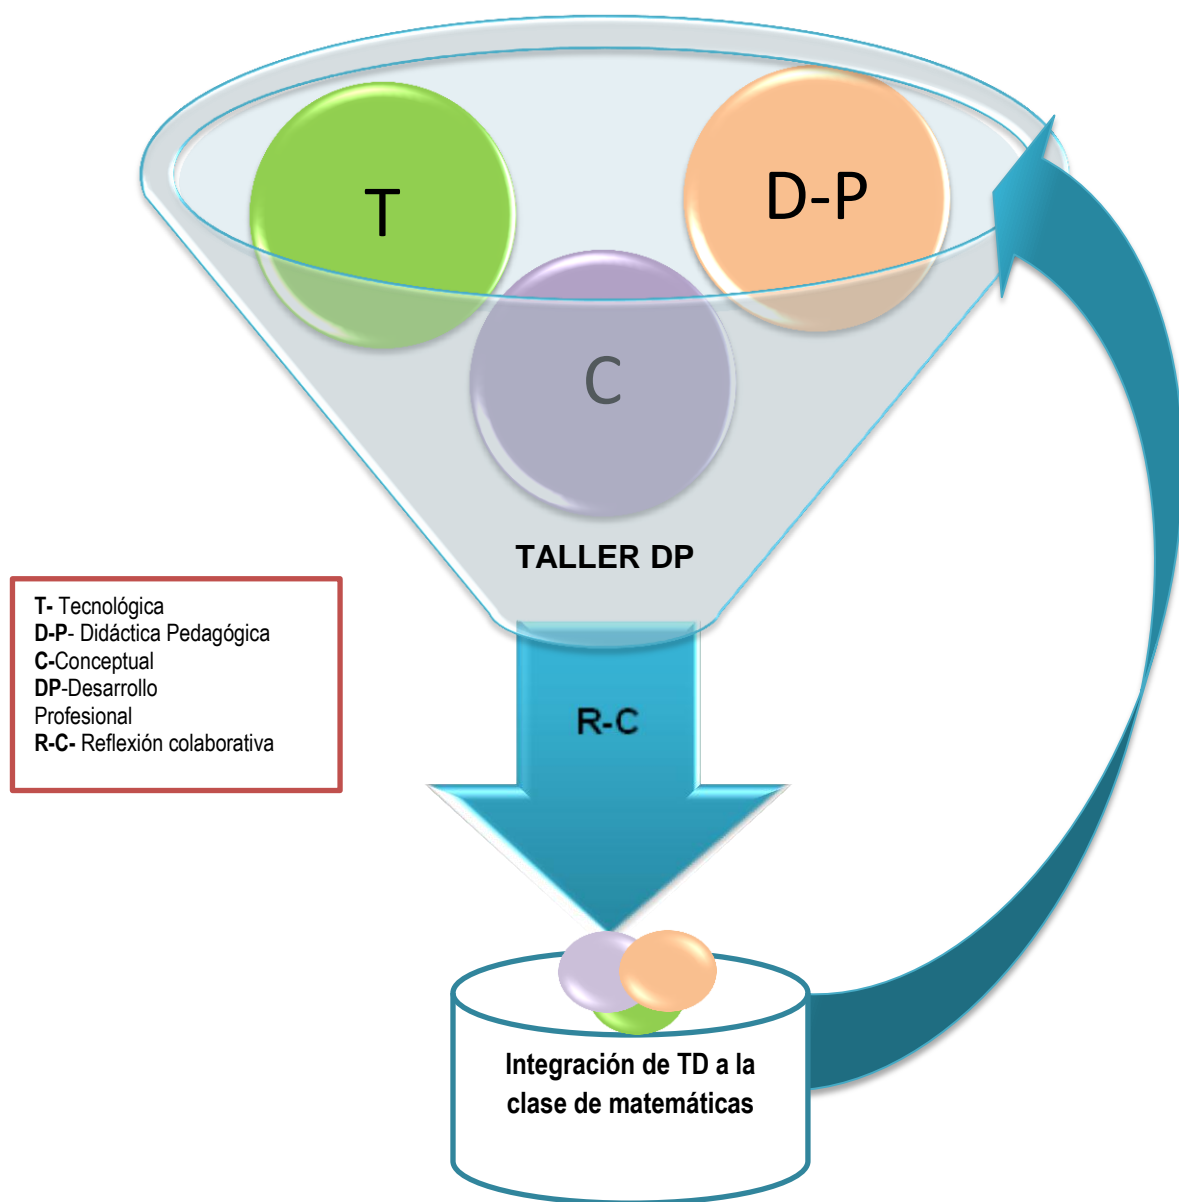 T
D-P
C
TALLER DP
T- Tecnológica
D-P- Didáctica Pedagógica
C-Conceptual
DP-Desarrollo
Profesional
R-C- Reflexión colaborativa
R-C
Integración de TD a la
clase de matemáticas